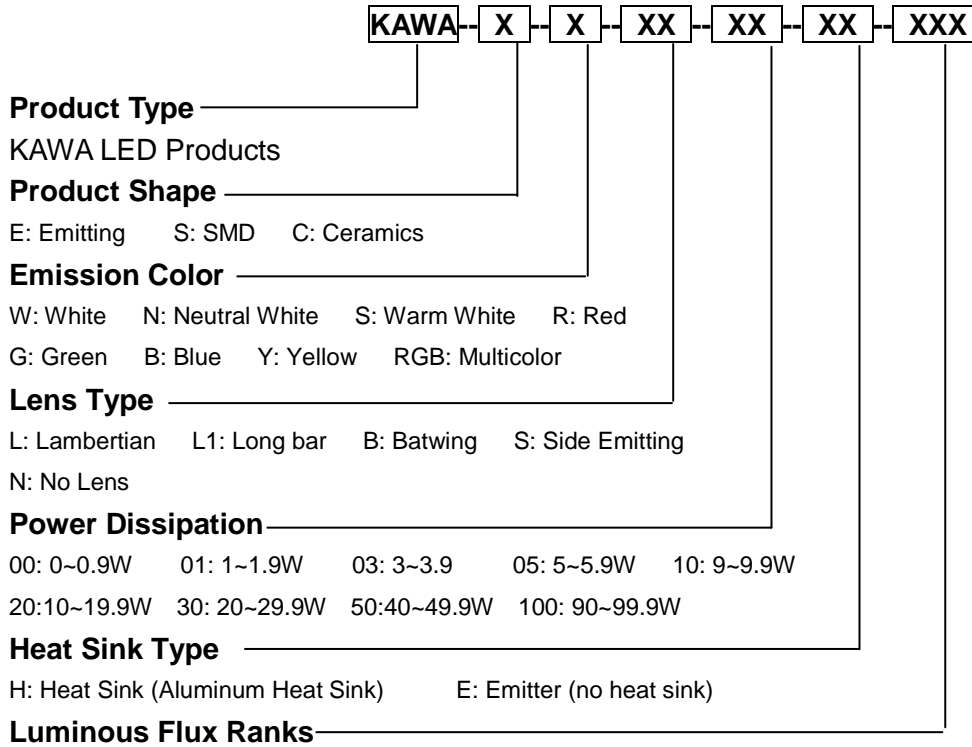 KAWA--X--X--XX--XX--XX--XXX
Product Type
KAWA LED Products
Product Shape
E: Emitting S: SMD C: Ceramics
Emission Color
W: White N: Neutral White S: Warm White R: Red
G: Green B: Blue Y: Yellow RGB: Multicolor
Lens Type
L: Lambertian L1: Long bar B: Batwing S: Side Emitting
N: No Lens
Power Dissipation
00: 0~0.9W 01: 1~1.9W 03: 3~3.9 05: 5~5.9W 10: 9~9.9W
20:10~19.9W 30: 20~29.9W 50:40~49.9W 100: 90~99.9W
Heat Sink Type
H: Heat Sink (Aluminum Heat Sink) E: Emitter (no heat sink)
Luminous Flux Ranks